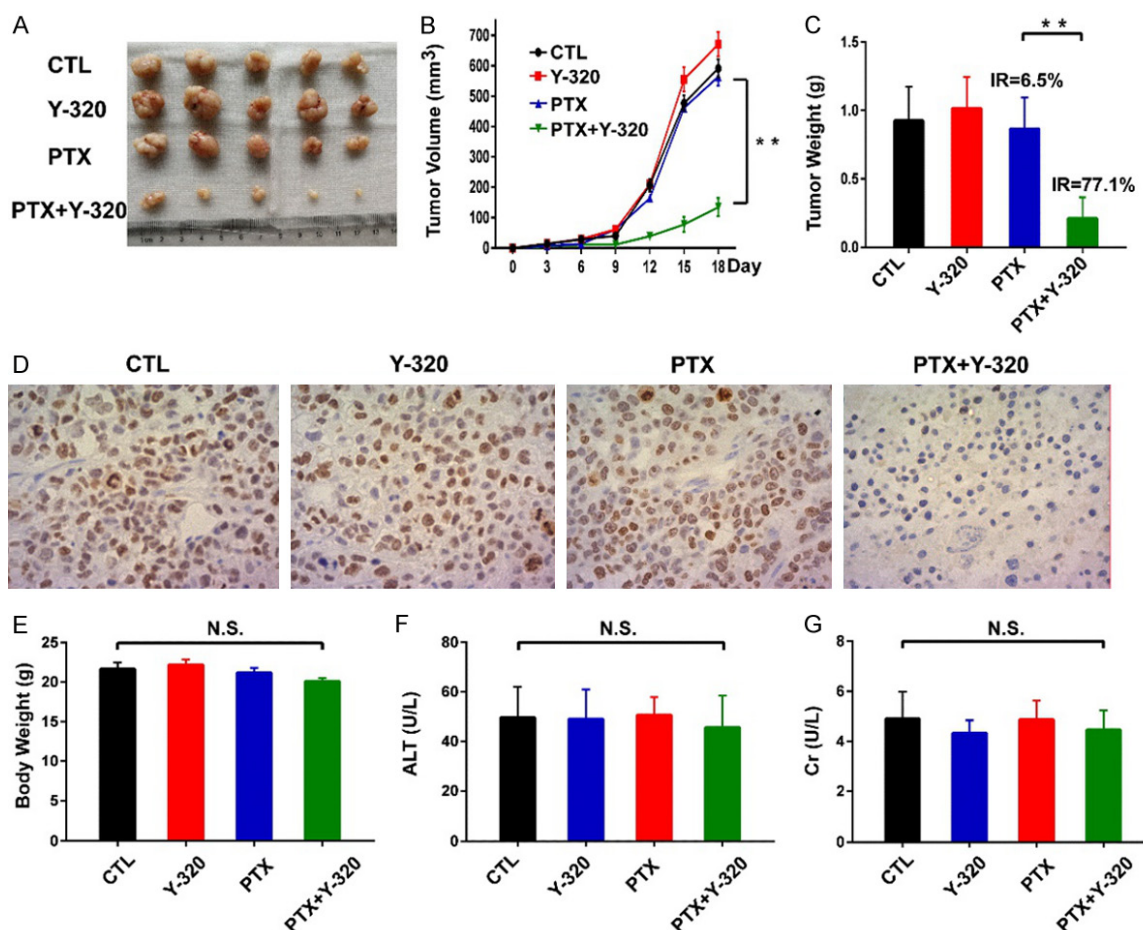 A
CTL
Y-320
PTX
PTX+Y-320
B
Tumor Volume (mm3)
700
600
500
400
300
200
100
0
0 3 6 9 12 15 18 Day
CTL
Y-320
PTX
PTX+Y-320
* *
C
Tumor Weight (g)
1.5
1.0
0.5
0.0
* *
IR=6.5%
IR=77.1%
CTL Y-320 PTX PTX+Y-320
D
CTL Y-320 PTX PTX+Y-320
E
Body Weight (g)
25
20
15
10
5
0
N.S.
CTL Y-320 PTX PTX+Y-320
F
ALT (U/L)
80
60
40
20
0
N.S.
CTL Y-320 PTX PTX+Y-320
G
Cr (U/L)
8
6
4
2
0
N.S.
CTL Y-320 PTX PTX+Y-320